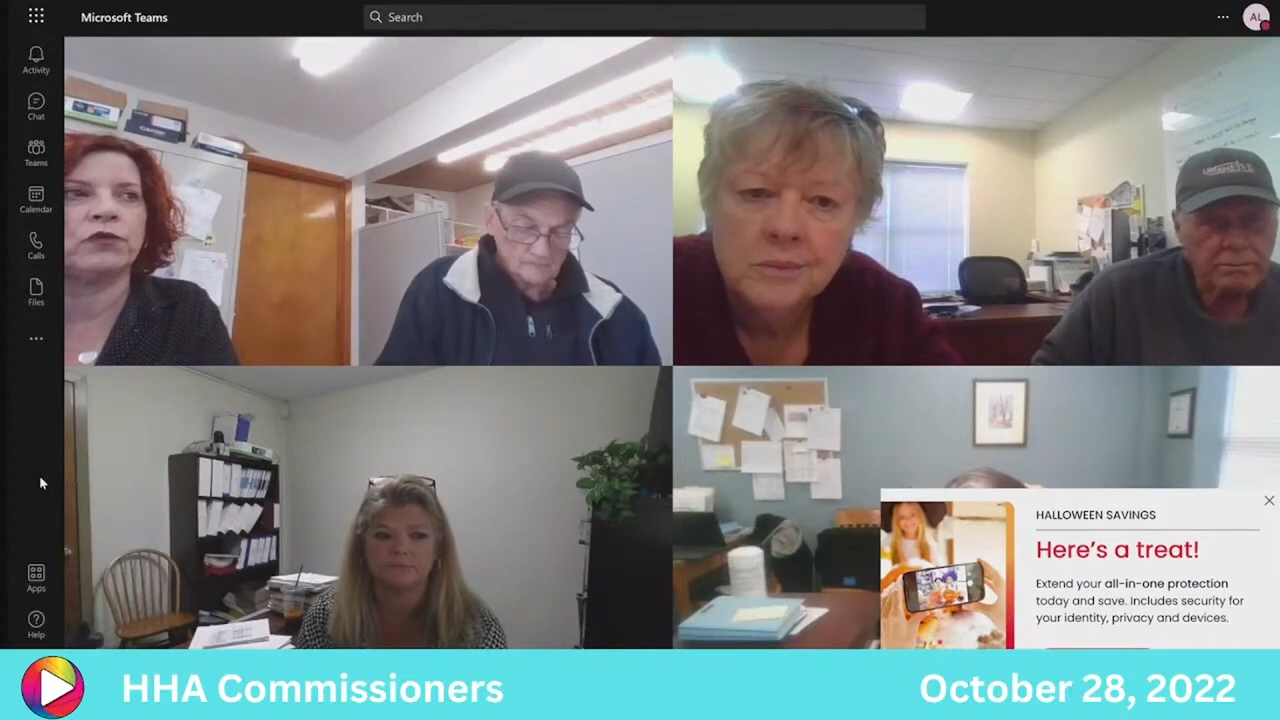 Microsoft Teams
Search
AL
Activity
Chat
Teams
Calendar
Calls
Files
Apps
Help
HALLOWEEN SAVINGS
Here's a treat!
Extend your all-in-one protection
today and save. Includes security for
your identity, privacy and devices.
HHA Commissioners
October 28, 2022